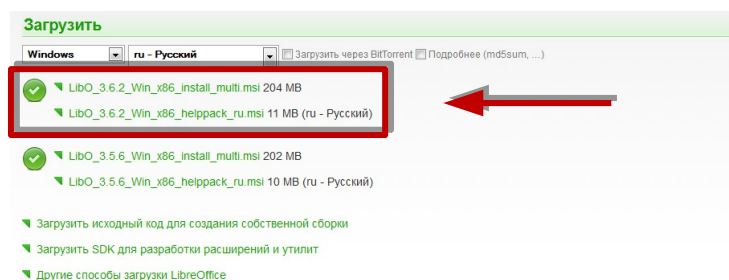 Загрузить
Windows ru - Русский Загрузить через BitTorrent Подробнее (md5sum, ...)
LibO_3.6.2_Win_x86_install_multi.msi 204 MB
LibO_3.6.2_Win_x86_helppack_ru.msi 11 MB (ru - Русский)
LibO_3.5.6_Win_x86_install_multi.msi 202 MB
LibO_3.5.6_Win_x86_helppack_ru.msi 10 MB (ru - Русский)
Загрузить исходный код для создания собственной сборки
Загрузить SDK для разработки расширений и утилит
Другие способы загрузки LibreOffice